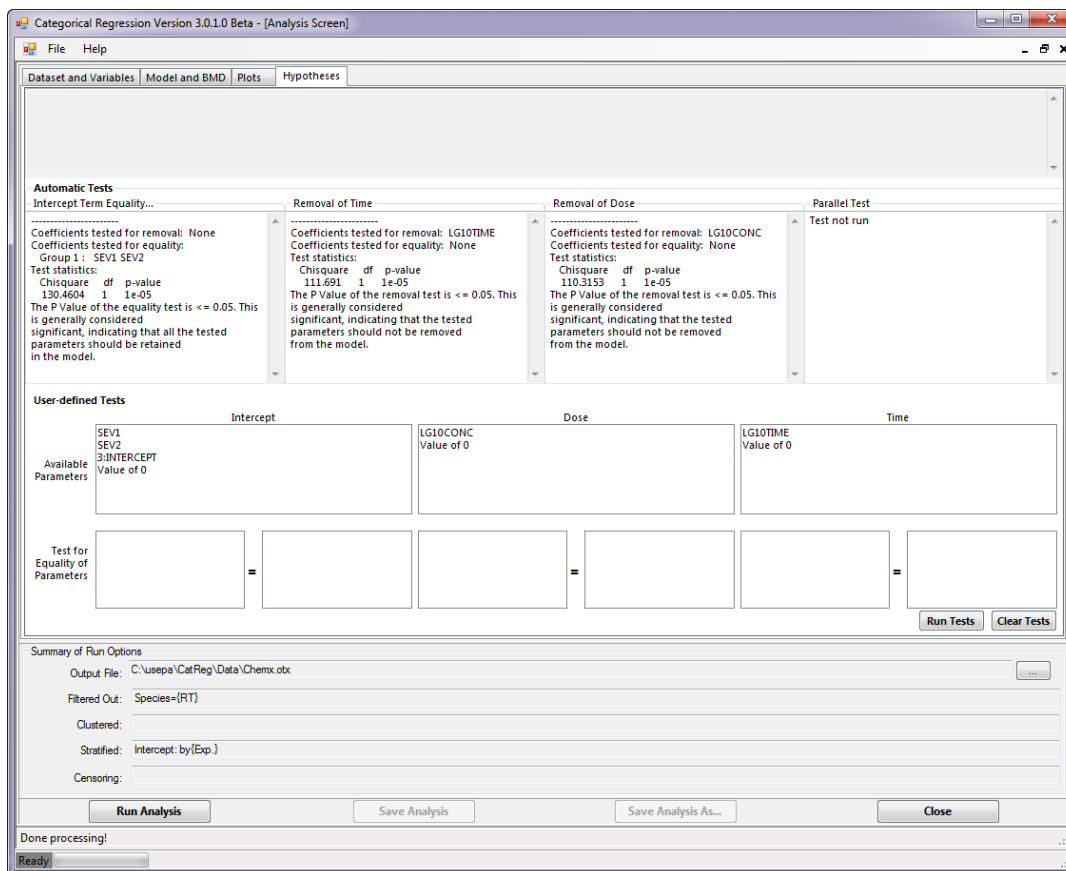 Categorical Regression Version 3.0.1.0 Beta - [Analysis Screen]
File Help
Dataset and Variables Model and BMD Plots Hypotheses
Automatic Tests
Intercept Term Equality...
------------------------
Coefficients tested for removal: None
Coefficients tested for equality:
Group 1 : SEV1 SEV2
Test statistics:
Chisquare df p-value
130.4604 1 1e-05
The P Value of the equality test is <= 0.05. This
is generally considered
significant, indicating that all the tested
parameters should be retained
in the model.
Removal of Time
------------------------
Coefficients tested for removal: LG10TIME
Coefficients tested for equality: None
Test statistics:
Chisquare df p-value
111.691 1 1e-05
The P Value of the removal test is <= 0.05. This
is generally considered
significant, indicating that the tested
parameters should not be removed
from the model.
Removal of Dose
------------------------
Coefficients tested for removal: LG10CONC
Coefficients tested for equality: None
Test statistics:
Chisquare df p-value
110.3153 1 1e-05
The P Value of the removal test is <= 0.05. This
is generally considered
significant, indicating that the tested
parameters should not be removed
from the model.
Parallel Test
Test not run
User-defined Tests
Intercept Dose Time
Available
Parameters
SEV1
SEV2
3:INTERCEPT
Value of 0
LG10CONC
Value of 0
LG10TIME
Value of 0
Test for
Equality of
Parameters
= = =
Run Tests Clear Tests
Summary of Run Options
Output File: C:\usepa\CatReg\Data\Chemx.otx ...
Filtered Out: Species={RT}
Clustered:
Stratified: Intercept: by{Exp.}
Censoring:
Run Analysis Save Analysis Save Analysis As... Close
Done processing!
Ready